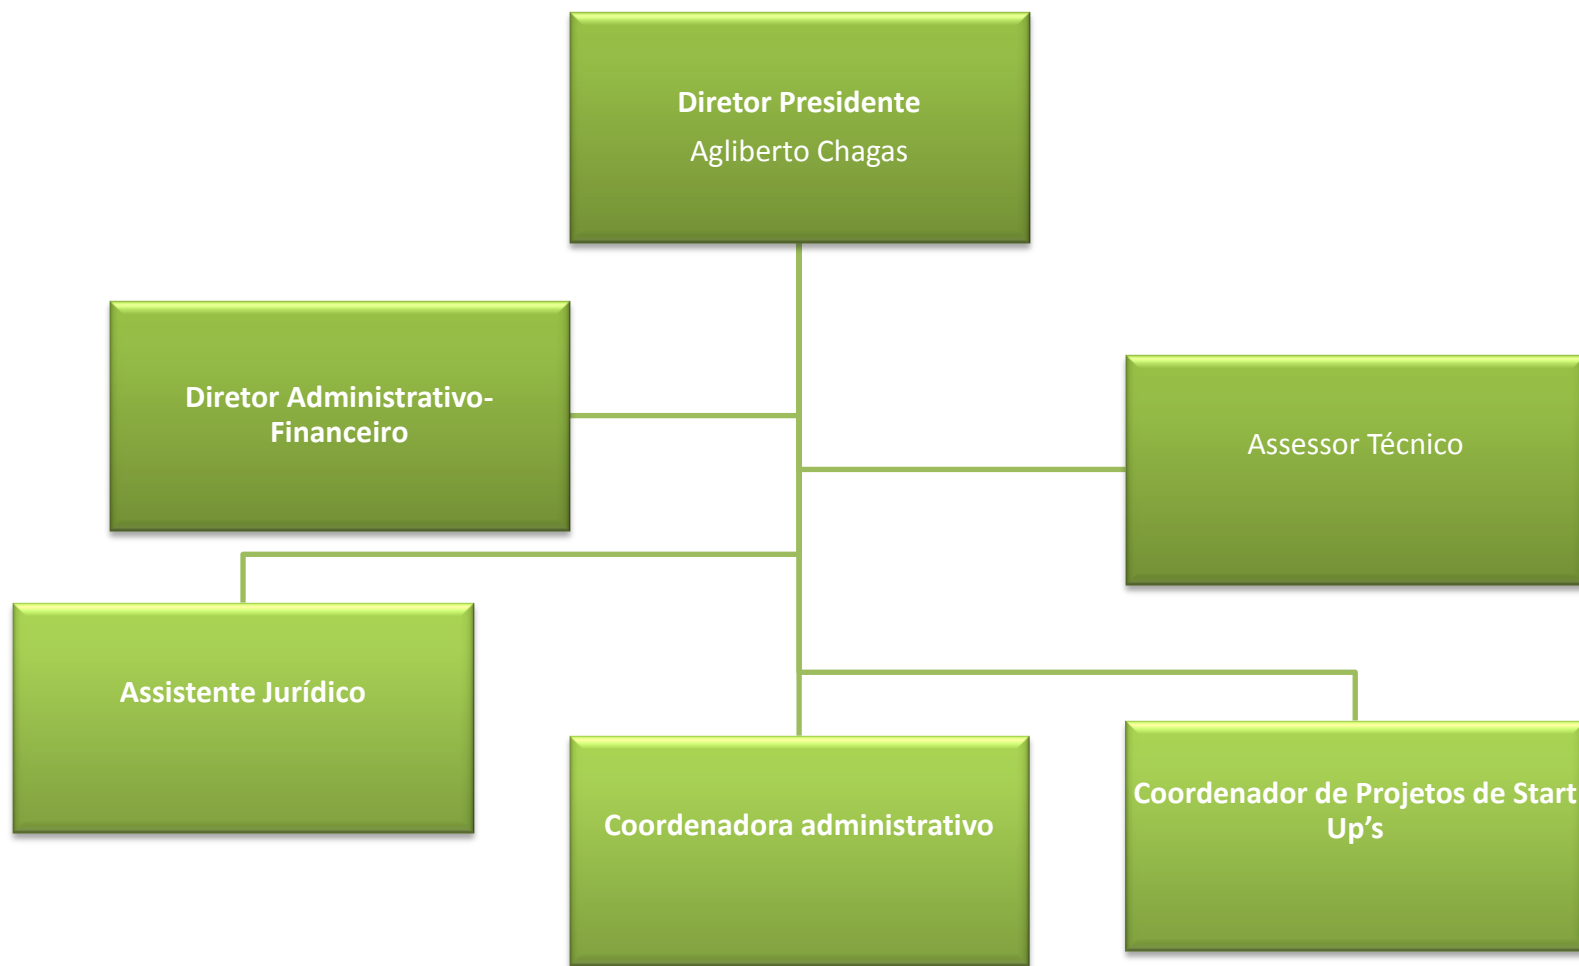 Diretor Presidente
Agliberto Chagas
Diretor Administrativo-
Financeiro
Assessor Técnico
Assistente Jurídico
Coordenadora administrativo
Coordenador de Projetos de Start
Up’s